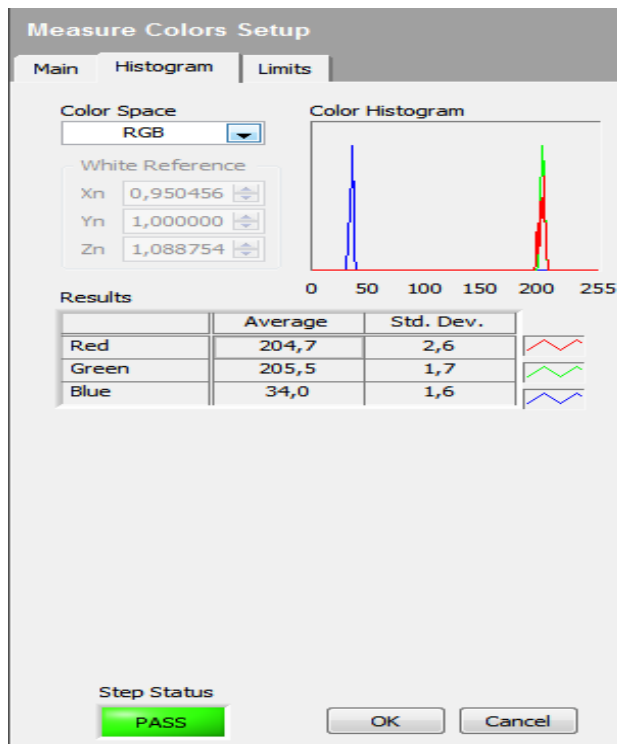 Measure Colors Setup
Main Histogram Limits
Color Space
RGB
White Reference
Xn 0,950456
Yn 1,000000
Zn 1,088754
Color Histogram
0 50 100 150 200 255
Results
Average Std. Dev.
Red 204,7 2,6
Green 205,5 1,7
Blue 34,0 1,6
Step Status
PASS
OK Cancel